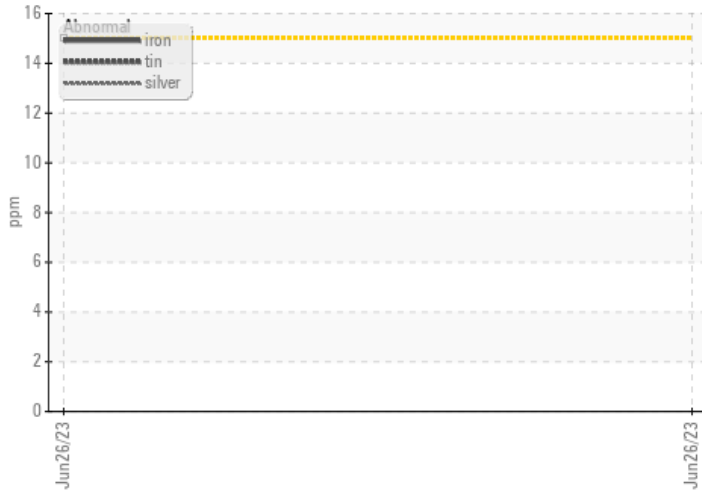 16
14
12
10
8
6
4
2
0
ppm
Abnormal
iron
tin
silver
Jun26/23
Jun26/23